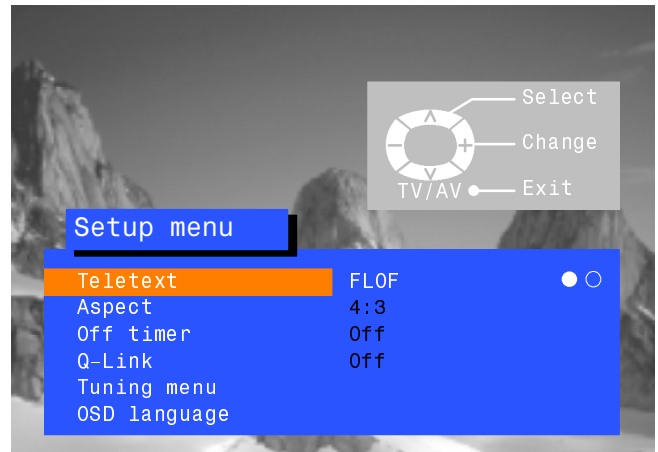 Select
Change
TV/AV Exit
Setup menu
Teletext FLOF
Aspect 4:3
Off timer Off
Q-Link Off
Tuning menu
OSD language